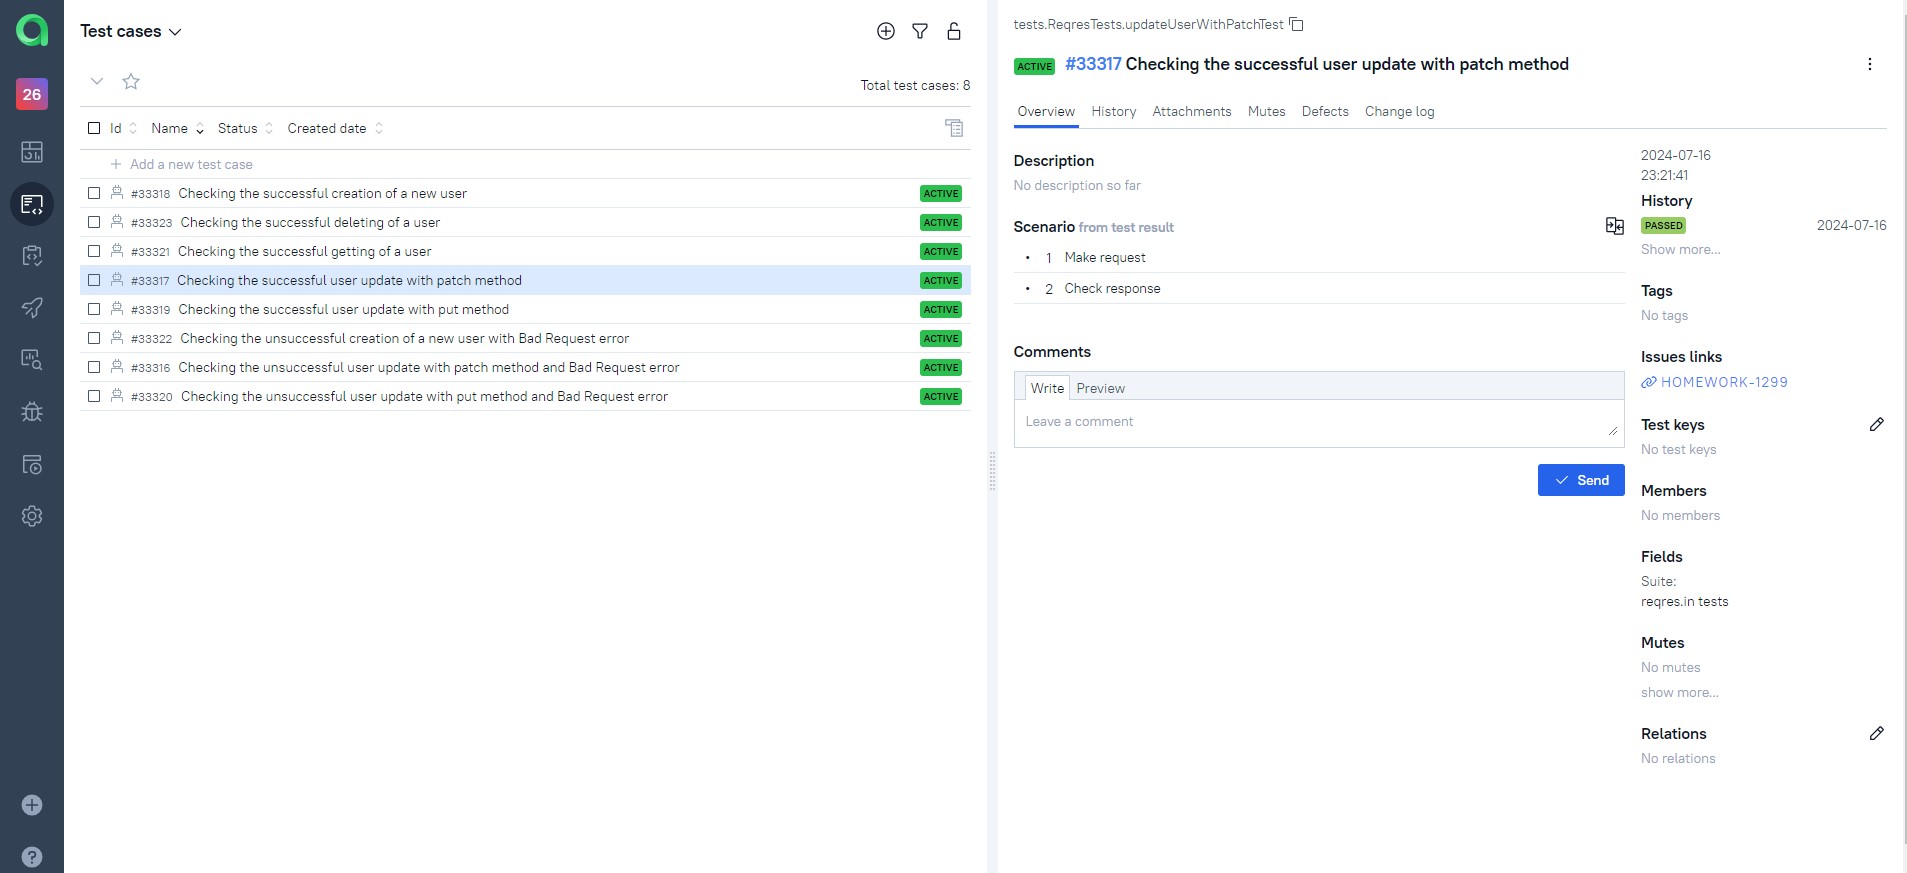 26
Test cases
Total test cases: 8
Id Name Status Created date
Add a new test case
#33318 Checking the successful creation of a new user ACTIVE
#33323 Checking the successful deleting of a user ACTIVE
#33321 Checking the successful getting of a user ACTIVE
#33317 Checking the successful user update with patch method ACTIVE
#33319 Checking the successful user update with put method ACTIVE
#33322 Checking the unsuccessful creation of a new user with Bad Request error ACTIVE
#33316 Checking the unsuccessful user update with patch method and Bad Request error ACTIVE
#33320 Checking the unsuccessful user update with put method and Bad Request error ACTIVE
tests.ReqresTests.updateUserWithPatchTest
ACTIVE #33317 Checking the successful user update with patch method
Overview History Attachments Mutes Defects Change log
Description
No description so far
Scenario from test result
• 1 Make request
• 2 Check response
Comments
Write Preview
Leave a comment
Send
2024-07-16
23:21:41
History
PASSED 2024-07-16
Show more...
Tags
No tags
Issues links
HOMEWORK-1299
Test keys
No test keys
Members
No members
Fields
Suite:
reqres.in tests
Mutes
No mutes
show more...
Relations
No relations